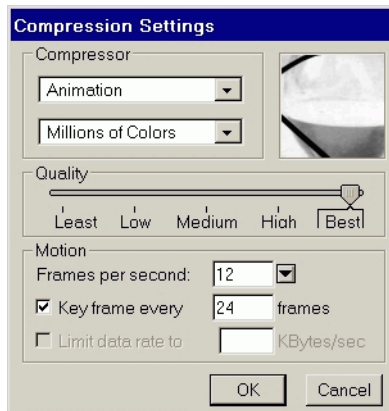 Compression Settings
Compressor
Animation
Millions of Colors
Quality
Least Low Medium High Best
Motion
Frames per second: 12
Key frame every 24 frames
Limit data rate to KBytes/sec
OK Cancel